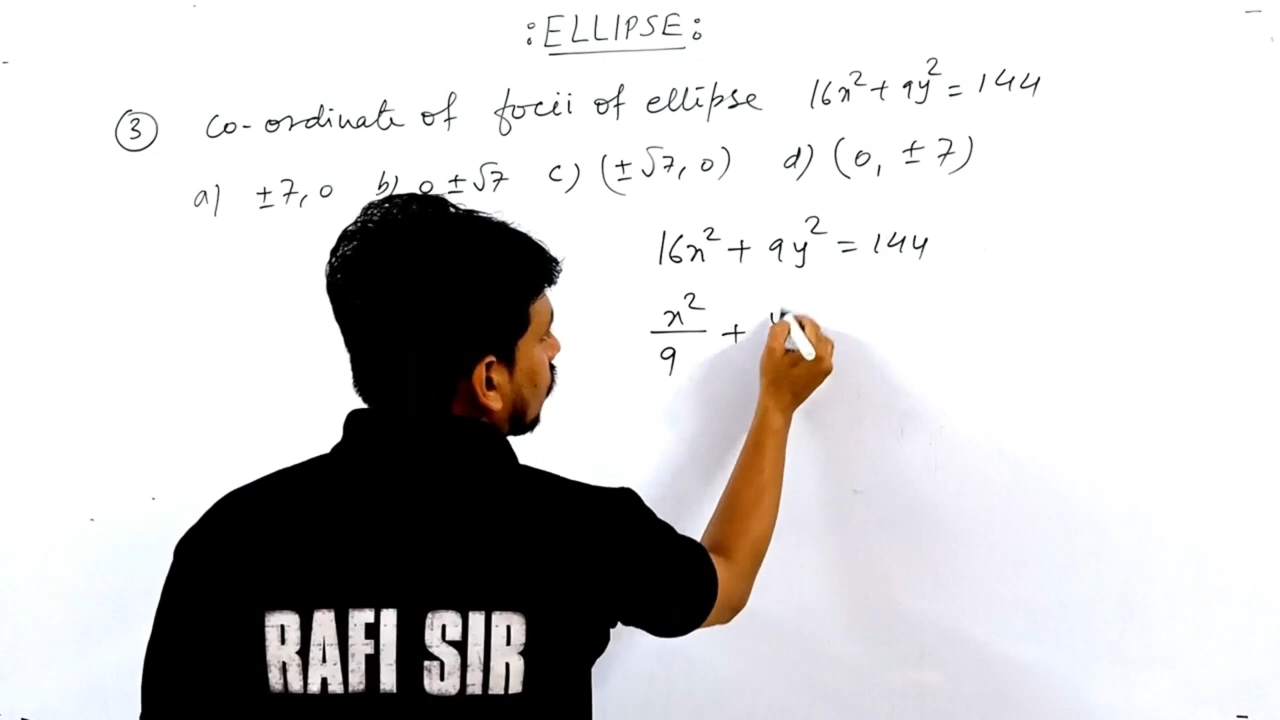 :ELLIPSE:
③ Co-ordinate of focii of ellipse 16x² + 9y² = 144
a) ±7, 0 b) 0 ±√7 c) (±√7, 0) d) (0, ±7)
16x² + 9y² = 144
x²/9 +
RAFI SIR